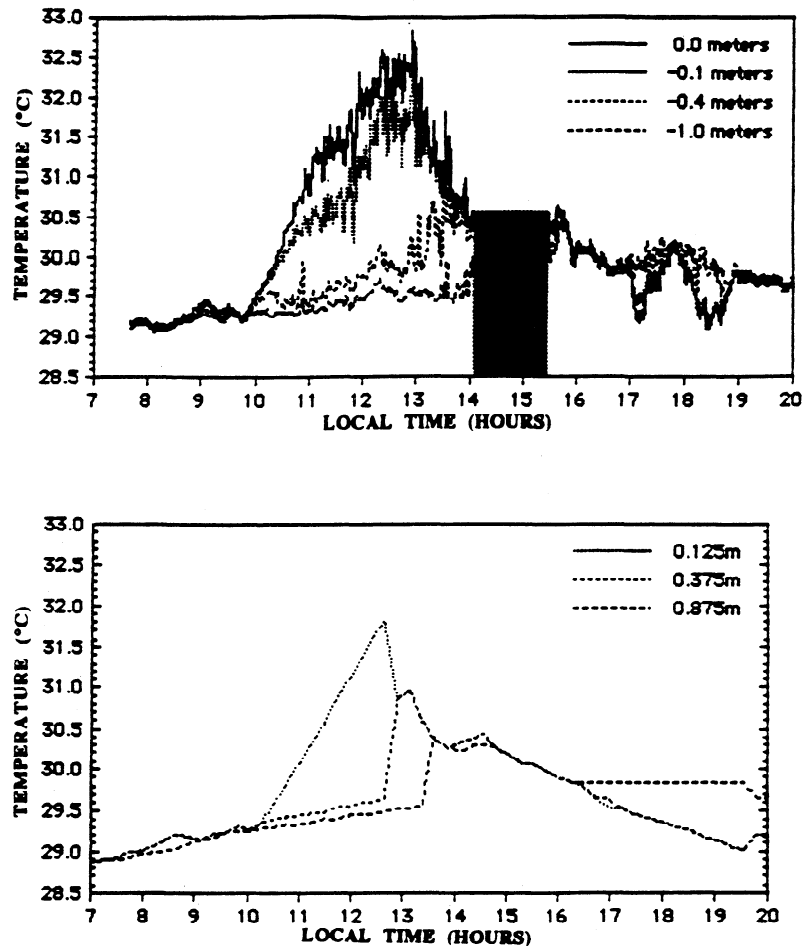 33.0
32.5
32.0
31.5
31.0
30.5
30.0
29.5
29.0
28.5
TEMPERATURE (°C)
0.0 meters
-0.1 meters
-0.4 meters
-1.0 meters
7 8 9 10 11 12 13 14 15 16 17 18 19 20
LOCAL TIME (HOURS)
33.0
32.5
32.0
31.5
31.0
30.5
30.0
29.5
29.0
28.5
TEMPERATURE (°C)
0.125m
0.375m
0.875m
7 8 9 10 11 12 13 14 15 16 17 18 19 20
LOCAL TIME (HOURS)